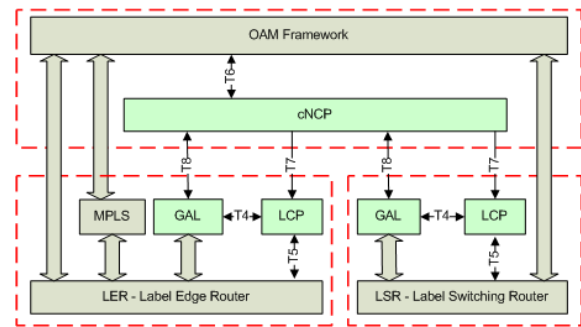 OAM Framework
T6
cNCP
T8
T7
T8
T7
MPLS
GAL
T4
LCP
GAL
T4
LCP
T5
T5
LER - Label Edge Router
LSR - Label Switching Router